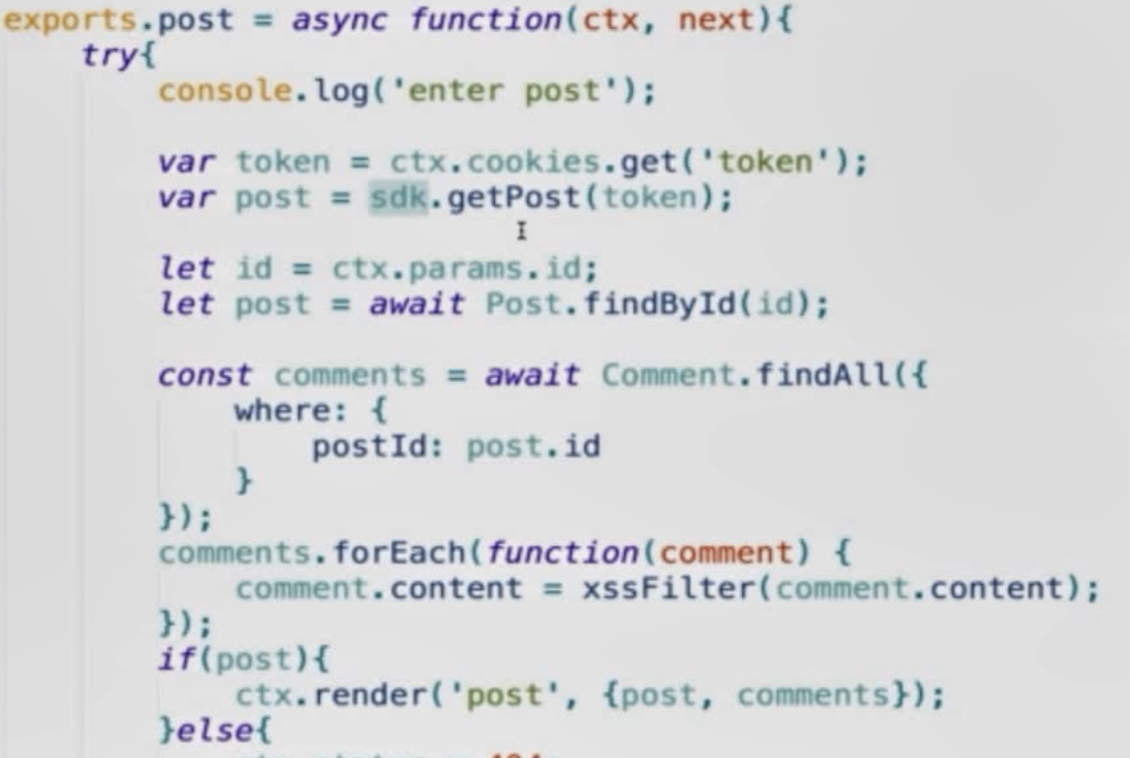 exports.post = async function(ctx, next){
try{
console.log('enter post');
var token = ctx.cookies.get('token');
var post = sdk.getPost(token);
let id = ctx.params.id;
let post = await Post.findById(id);
const comments = await Comment.findAll({
where: {
postId: post.id
}
});
comments.forEach(function(comment) {
comment.content = xssFilter(comment.content);
});
if(post){
ctx.render('post', {post, comments});
}else{